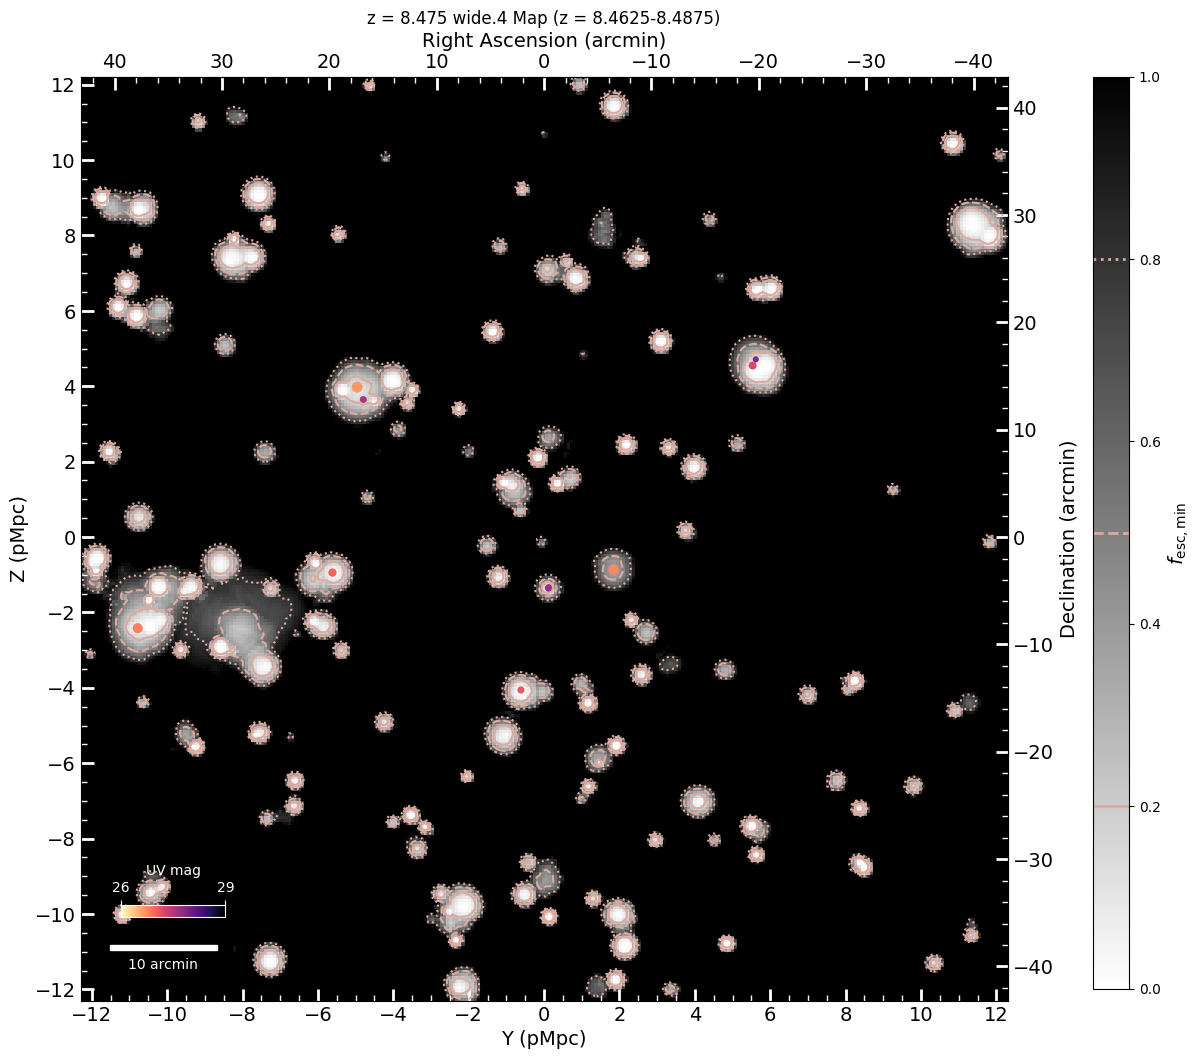 z = 8.475 wide.4 Map (z = 8.4625-8.4875)
Right Ascension (arcmin)
40 30 20 10 0 −10 −20 −30 −40
12
10
8
6
4
2
0
−2
−4
−6
−8
−10
−12
Z (pMpc)
40
30
20
10
0
−10
−20
−30
−40
Declination (arcmin)
UV mag
26 29
10 arcmin
−12 −10 −8 −6 −4 −2 0 2 4 6 8 10 12
Y (pMpc)
1.0
0.8
0.6
0.4
0.2
0.0
fesc, min